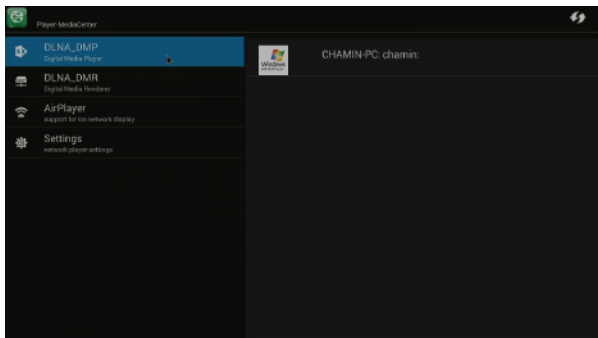 Player-MediaCenter
DLNA_DMP
Digital Media Player
DLNA_DMR
Digital Media Renderer
AirPlayer
support for ios network display
Settings
network player settings
Windows
CHAMIN-PC: chamin: